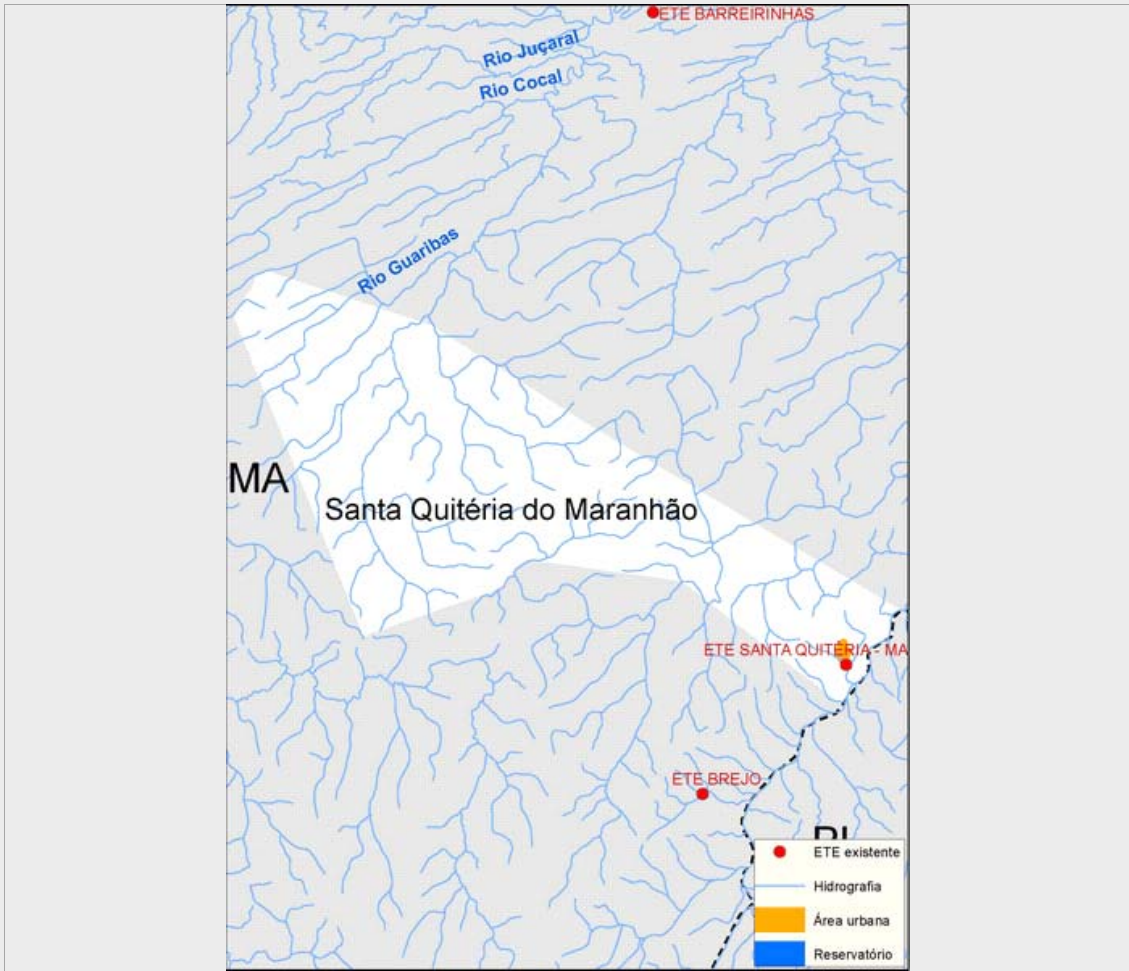 ETE BARREIRINHAS
Rio Juçaral
Rio Cocal
Rio Guaribas
MA
Santa Quitéria do Maranhão
ETE SANTA QUITÉRIA - MA
ETE BREJO
PI
ETE existente
Hidrografia
Área urbana
Reservatório